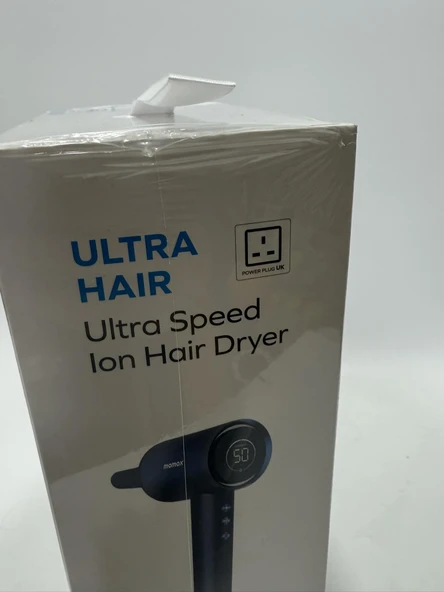 ULTRA
HAIR
POWER PLUG UK
Ultra Speed
Ion Hair Dryer
momax
50